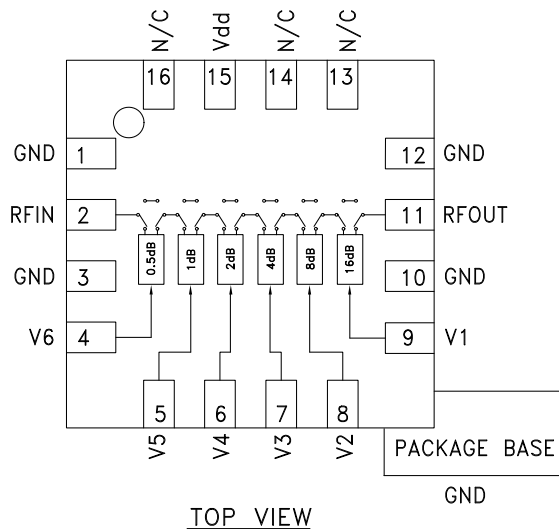 N/C Vdd N/C N/C
16 15 14 13
GND 1 12 GND
RFIN 2 11 RFOUT
0.5dB 1dB 2dB 4dB 8dB 16dB
GND 3 10 GND
V6 4 9 V1
5 6 7 8
V5 V4 V3 V2
PACKAGE BASE
GND
TOP VIEW